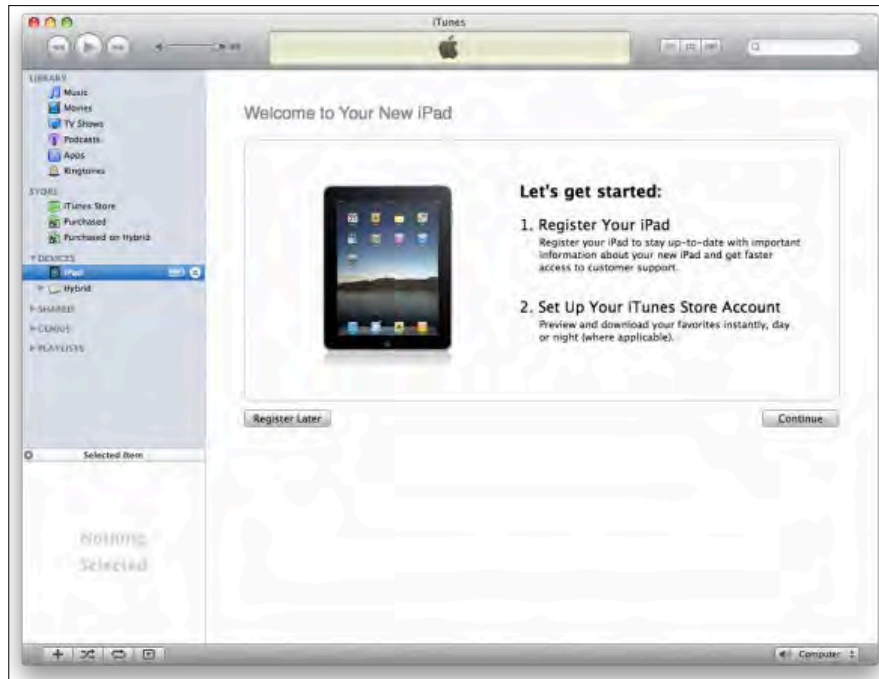 iTunes
LIBRARY
Music
Movies
TV Shows
Podcasts
Apps
Ringtones
STORE
iTunes Store
Purchased
Purchased on Hybrid
DEVICES
iPad
Hybrid
SHARED
GENIUS
PLAYLISTS
Welcome to Your New iPad
Let's get started:
1. Register Your iPad
Register your iPad to stay up-to-date with important
information about your new iPad and get faster
access to customer support.
2. Set Up Your iTunes Store Account
Preview and download your favorites instantly, day
or night (where applicable).
Register Later
Continue
Selected Item
Nothing
Selected
Computer